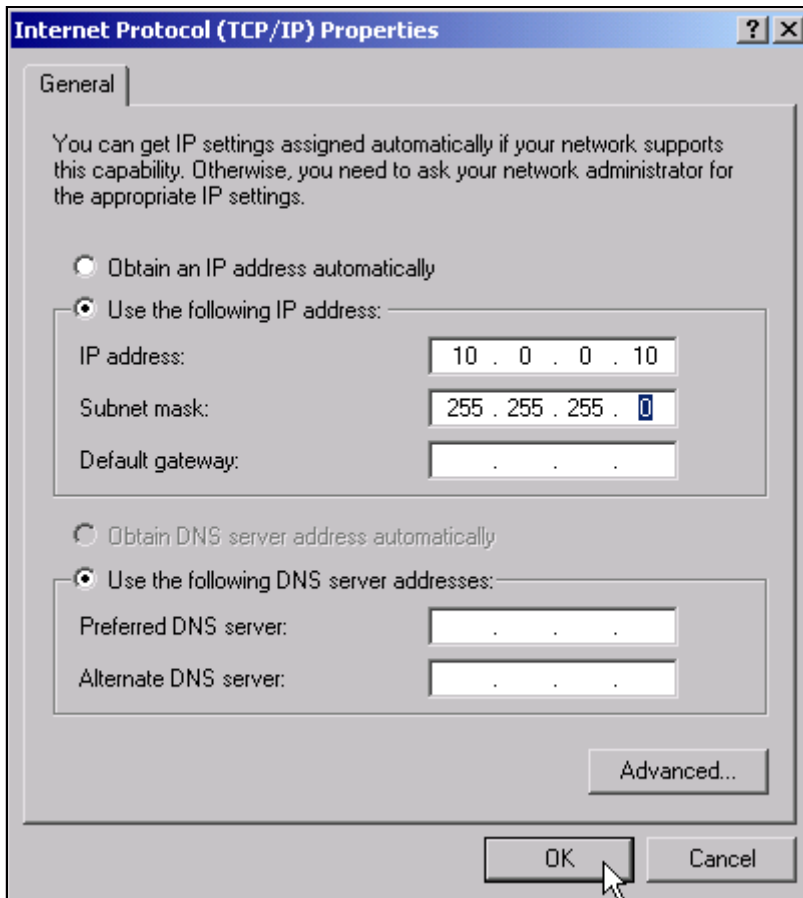 Internet Protocol (TCP/IP) Properties
General
You can get IP settings assigned automatically if your network supports
this capability. Otherwise, you need to ask your network administrator for
the appropriate IP settings.
Obtain an IP address automatically
Use the following IP address:
IP address: 10 . 0 . 0 . 10
Subnet mask: 255 . 255 . 255 . 0
Default gateway: . . .
Obtain DNS server address automatically
Use the following DNS server addresses:
Preferred DNS server: . . .
Alternate DNS server: . . .
Advanced...
OK Cancel